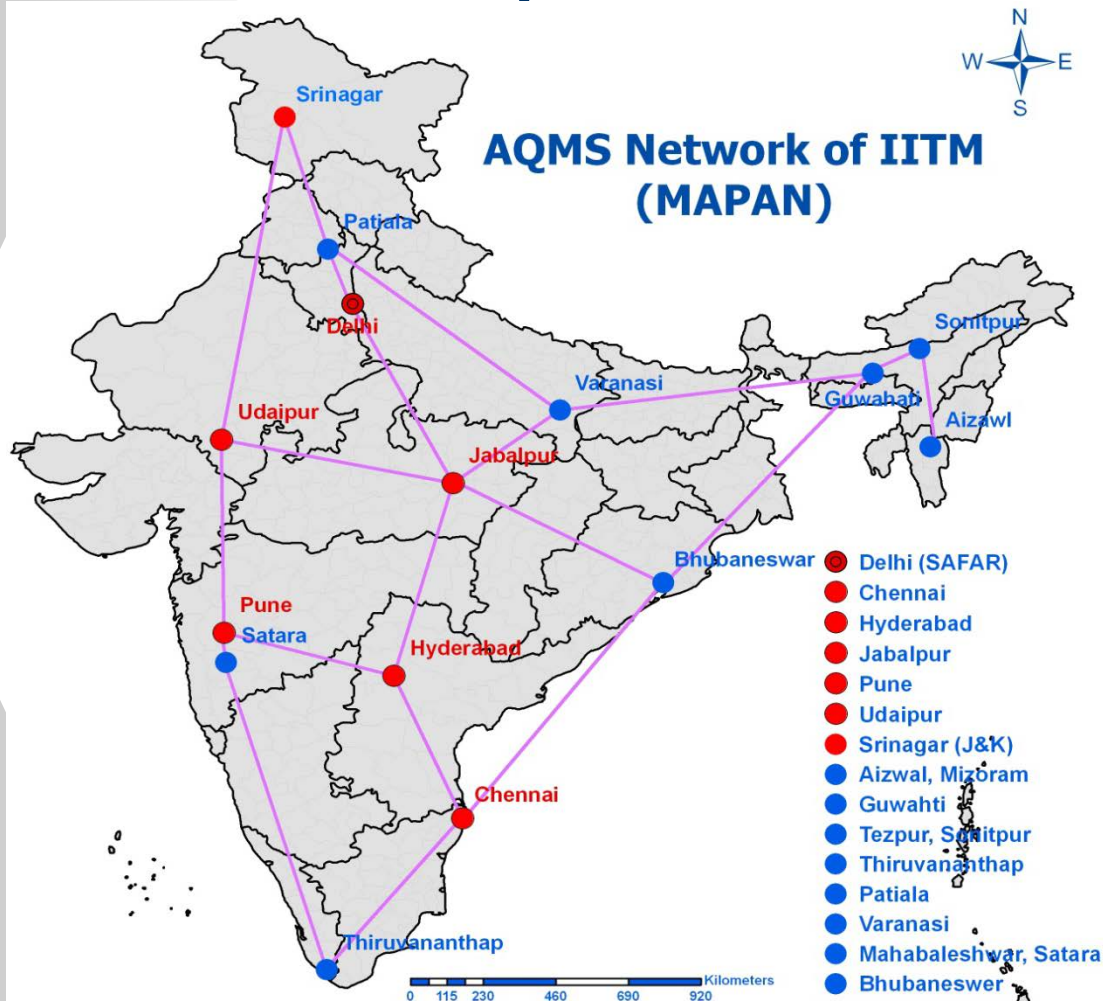 N
W E
S
AQMS Network of IITM
(MAPAN)
Srinagar
Patiala
Delhi
Sonitpur
Varanasi
Guwahati
Aizawl
Udaipur
Jabalpur
Bhubaneswar
Pune
Satara
Hyderabad
Chennai
Thiruvananthap
Delhi (SAFAR)
Chennai
Hyderabad
Jabalpur
Pune
Udaipur
Srinagar (J&K)
Aizwal, Mizoram
Guwahti
Tezpur, Sonitpur
Thiruvananthap
Patiala
Varanasi
Mahabaleshwar, Satara
Bhubaneswer
Kilometers
0 115 230 460 690 920